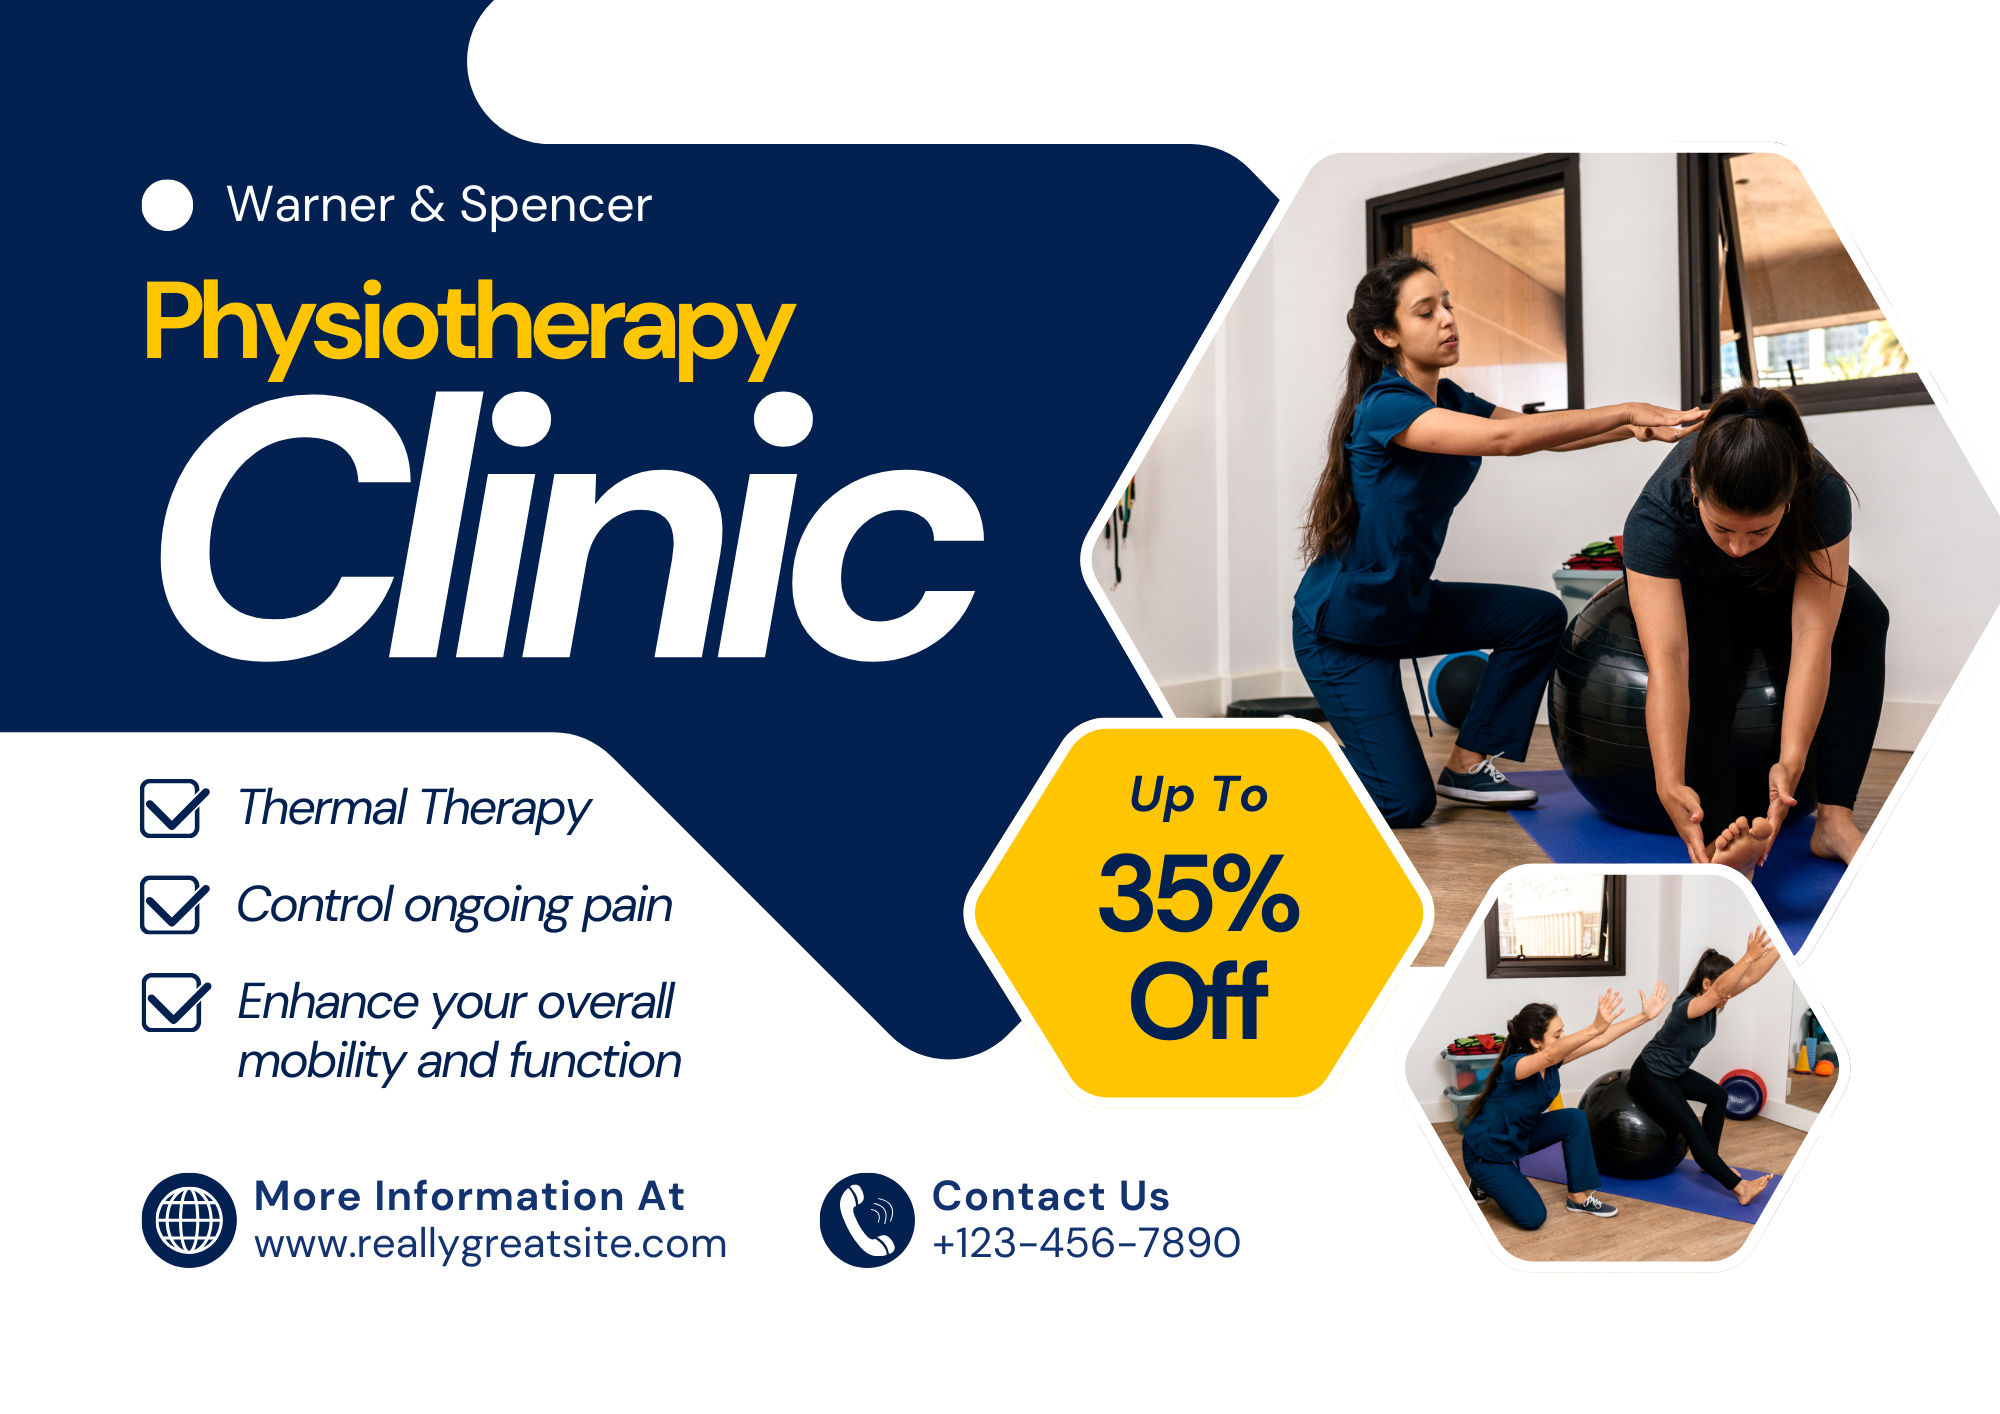 Warner & Spencer
Physiotherapy
Clinic
Thermal Therapy
Control ongoing pain
Enhance your overall
mobility and function
Up To
35%
Off
More Information At
www.reallygreatsite.com
Contact Us
+123-456-7890